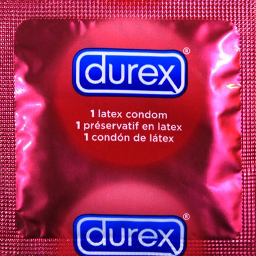 durex®
1 latex condom
1 préservatif en latex
1 condón de látex
durex®